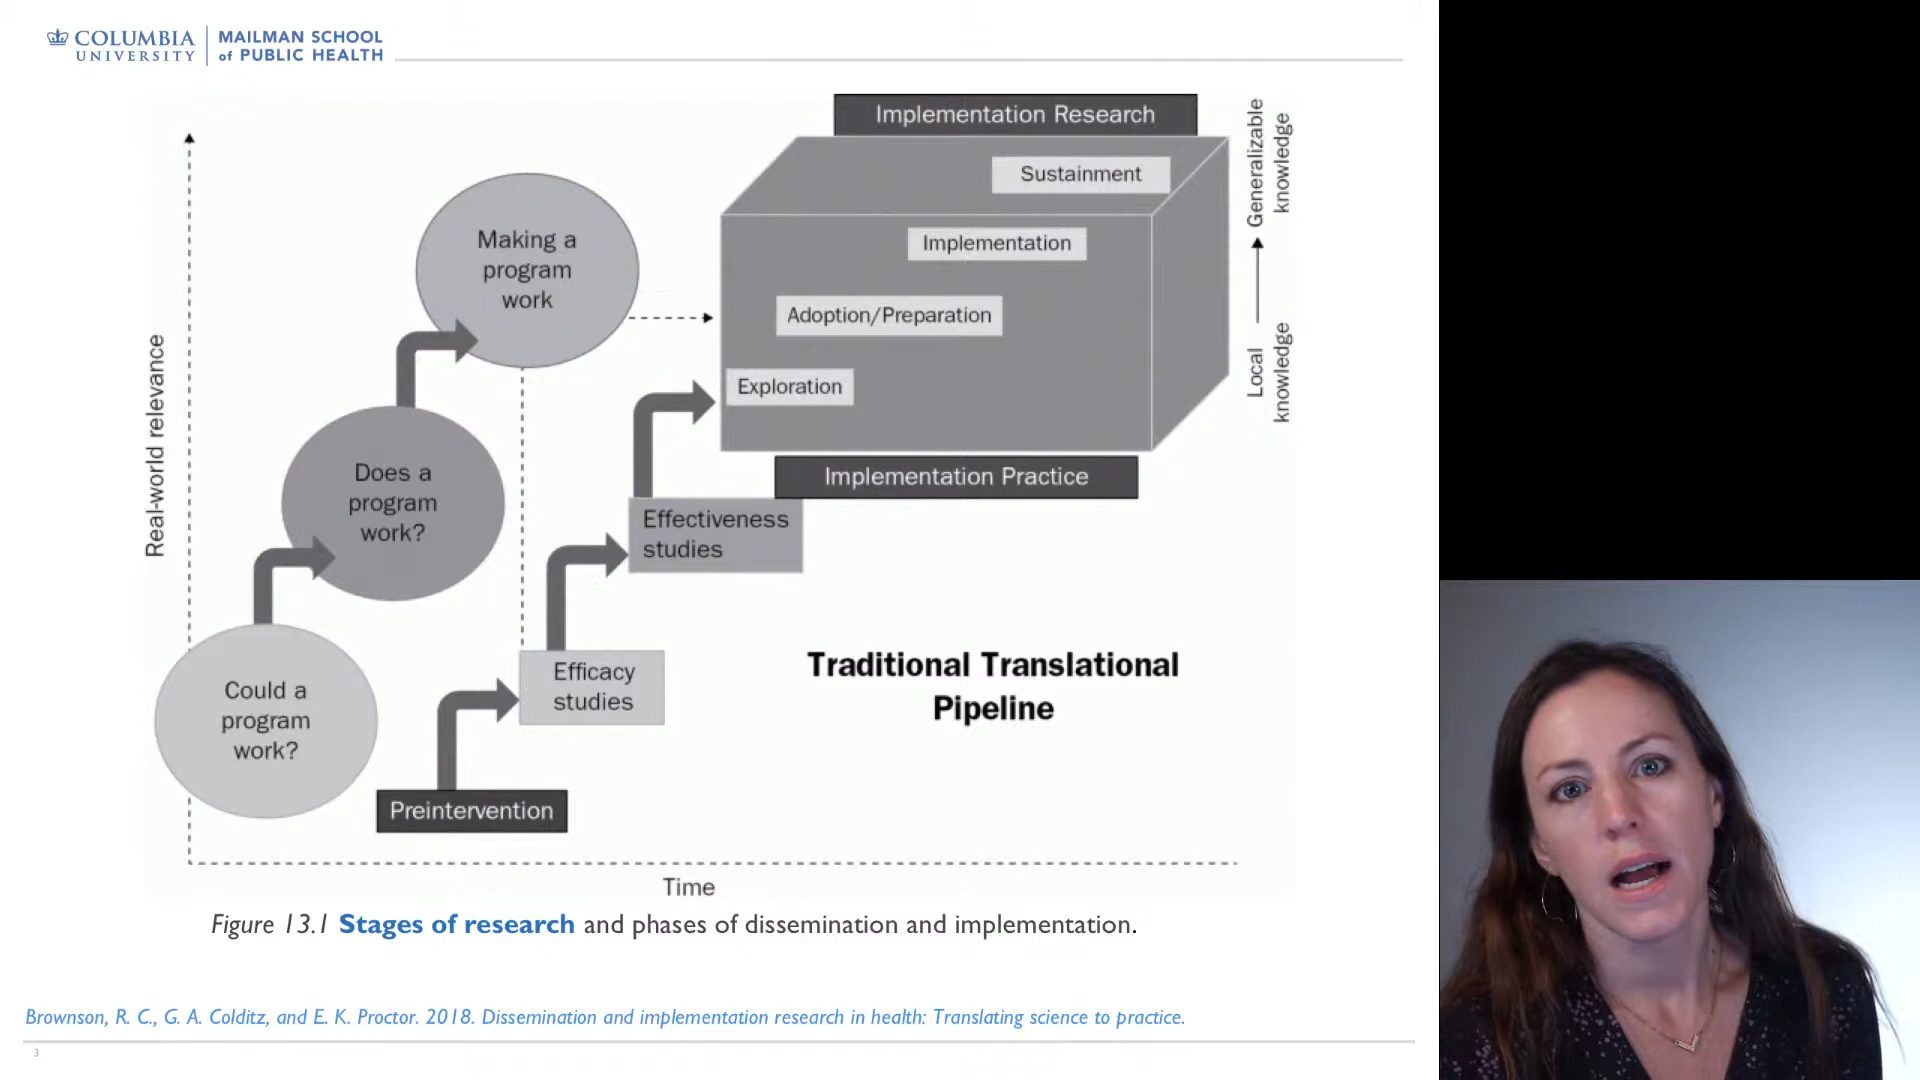 COLUMBIA
UNIVERSITY
MAILMAN SCHOOL
of PUBLIC HEALTH
Implementation Research
Sustainment
Implementation
Adoption/Preparation
Exploration
Implementation Practice
Generalizable
knowledge
Local
knowledge
Making a
program
work
Does a
program
work?
Could a
program
work?
Effectiveness
studies
Efficacy
studies
Preintervention
Traditional Translational
Pipeline
Real-world relevance
Time
Figure 13.1 Stages of research and phases of dissemination and implementation.
Brownson, R. C., G. A. Colditz, and E. K. Proctor. 2018. Dissemination and implementation research in health: Translating science to practice.
3